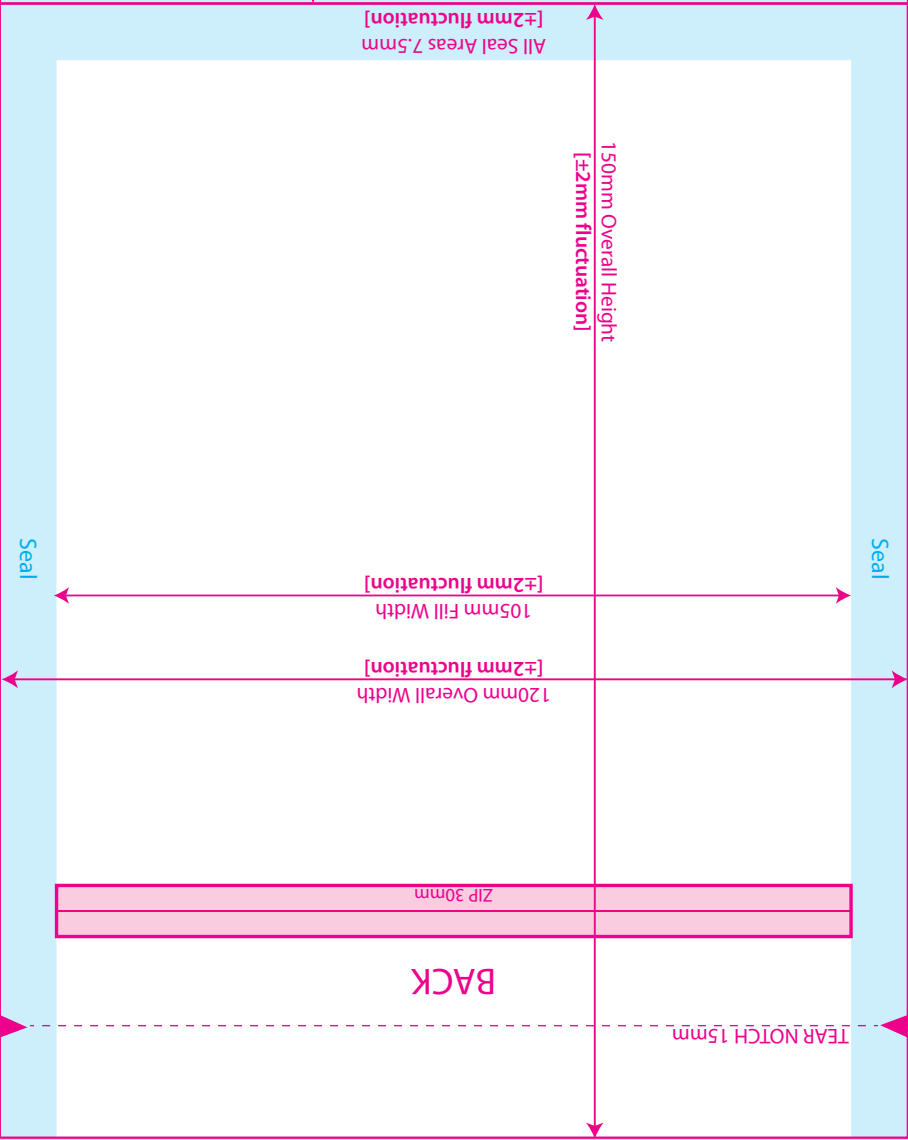 TEAR NOTCH 15mm
BACK
ZIP 30mm
120mm Overall Width
[±2mm fluctuation]
105mm Fill Width
[±2mm fluctuation]
Seal
Seal
150mm Overall Height
[±2mm fluctuation]
All Seal Areas 7.5mm
[±2mm fluctuation]